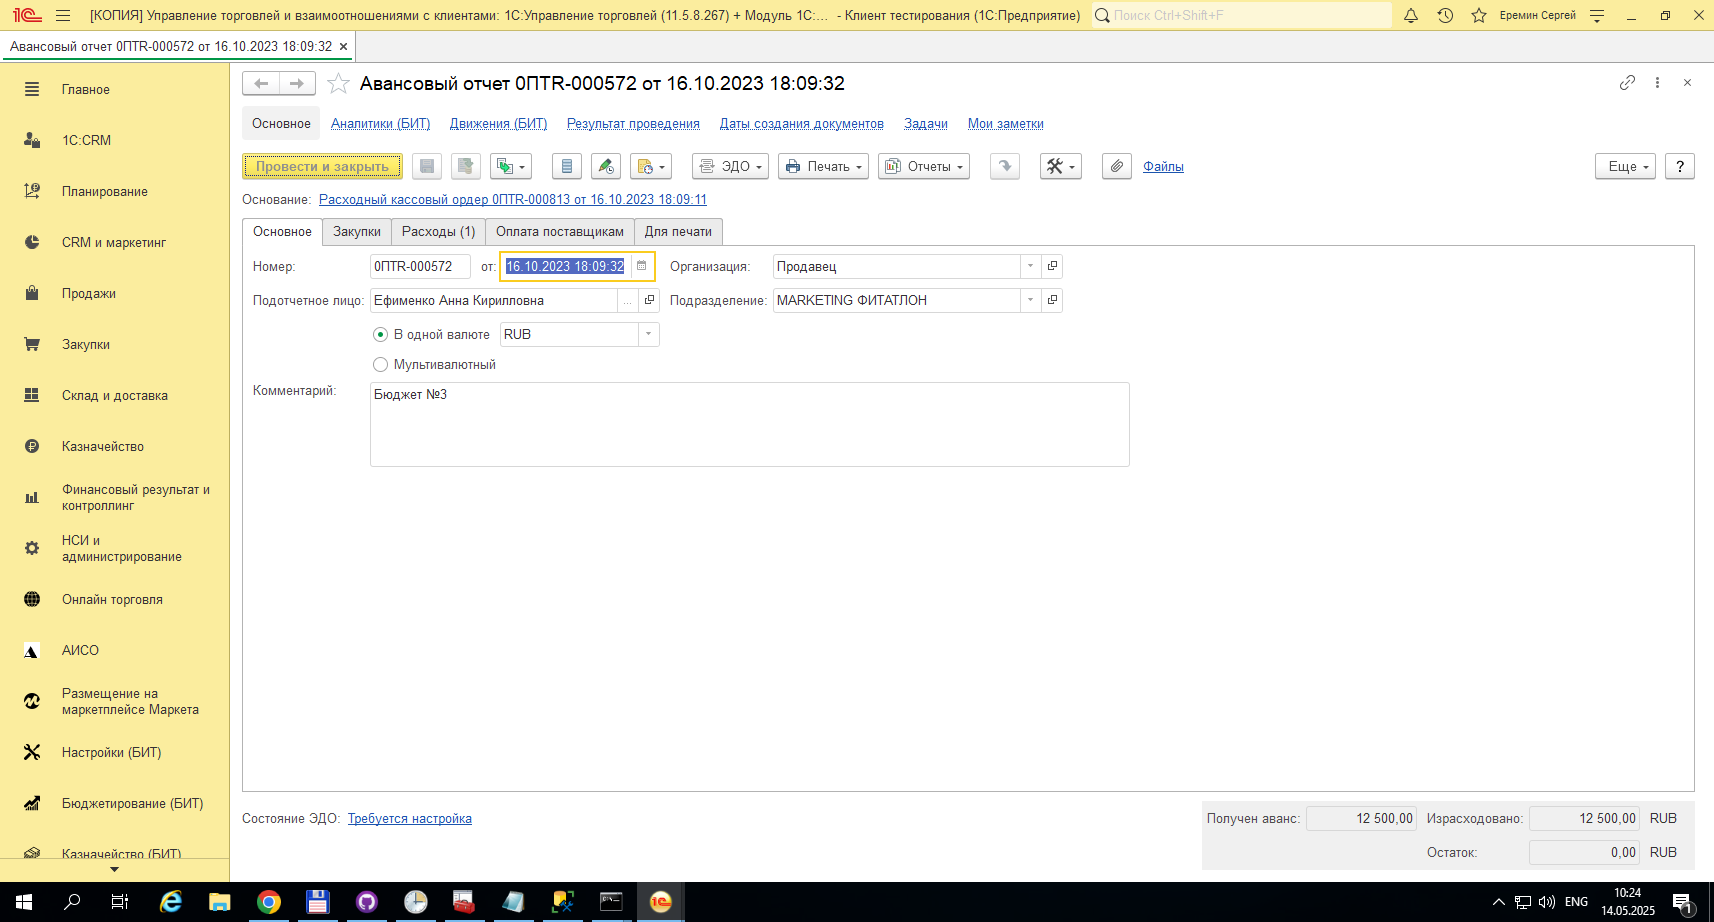 [КОПИЯ] Управление торговлей и взаимоотношениями с клиентами: 1С:Управление торговлей (11.5.8.267) + Модуль 1С:... - Клиент тестирования (1С:Предприятие)
Поиск Ctrl+Shift+F
Еремин Сергей
Авансовый отчет 0ПТR-000572 от 16.10.2023 18:09:32
Главное
1С:CRM
Планирование
CRM и маркетинг
Продажи
Закупки
Склад и доставка
Казначейство
Финансовый результат и
контроллинг
НСИ и
администрирование
Онлайн торговля
АИСО
Размещение на
маркетплейсе Маркета
Настройки (БИТ)
Бюджетирование (БИТ)
Казначейство (БИТ)
Авансовый отчет 0ПТR-000572 от 16.10.2023 18:09:32
Основное Аналитики (БИТ) Движения (БИТ) Результат проведения Даты создания документов Задачи Мои заметки
Провести и закрыть ЭДО Печать Отчеты Файлы Еще ?
Основание: Расходный кассовый ордер 0ПТR-000813 от 16.10.2023 18:09:11
Основное Закупки Расходы (1) Оплата поставщикам Для печати
Номер: 0ПТR-000572 от: 16.10.2023 18:09:32 Организация: Продавец
Подотчетное лицо: Ефименко Анна Кирилловна ... Подразделение: MARKETING ФИТАТЛОН
В одной валюте RUB
Мультивалютный
Комментарий: Бюджет №3
Состояние ЭДО: Требуется настройка
Получен аванс: 12 500,00 Израсходовано: 12 500,00 RUB
Остаток: 0,00 RUB
ENG
10:24
14.05.2025
1